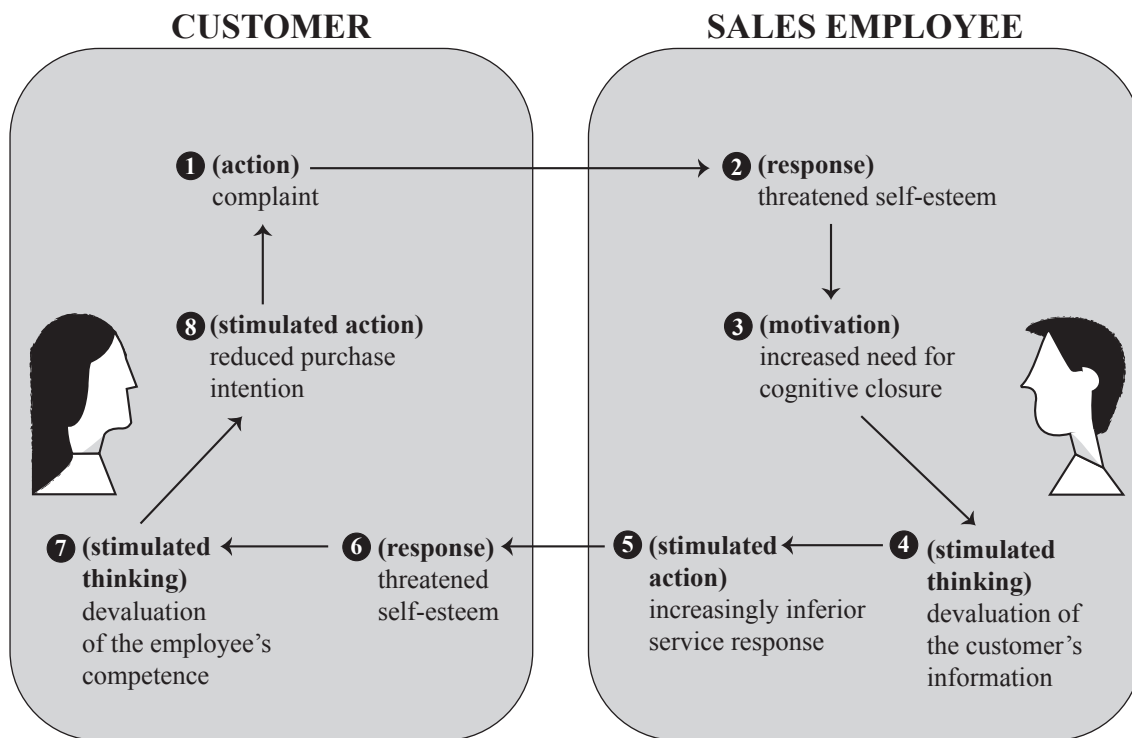 CUSTOMER
SALES EMPLOYEE
1 (action)
complaint
2 (response)
threatened self-esteem
3 (motivation)
increased need for
cognitive closure
4 (stimulated
thinking)
devaluation of
the customer’s
information
5 (stimulated
action)
increasingly inferior
service response
6 (response)
threatened
self-esteem
7 (stimulated
thinking)
devaluation
of the employee’s
competence
8 (stimulated action)
reduced purchase
intention